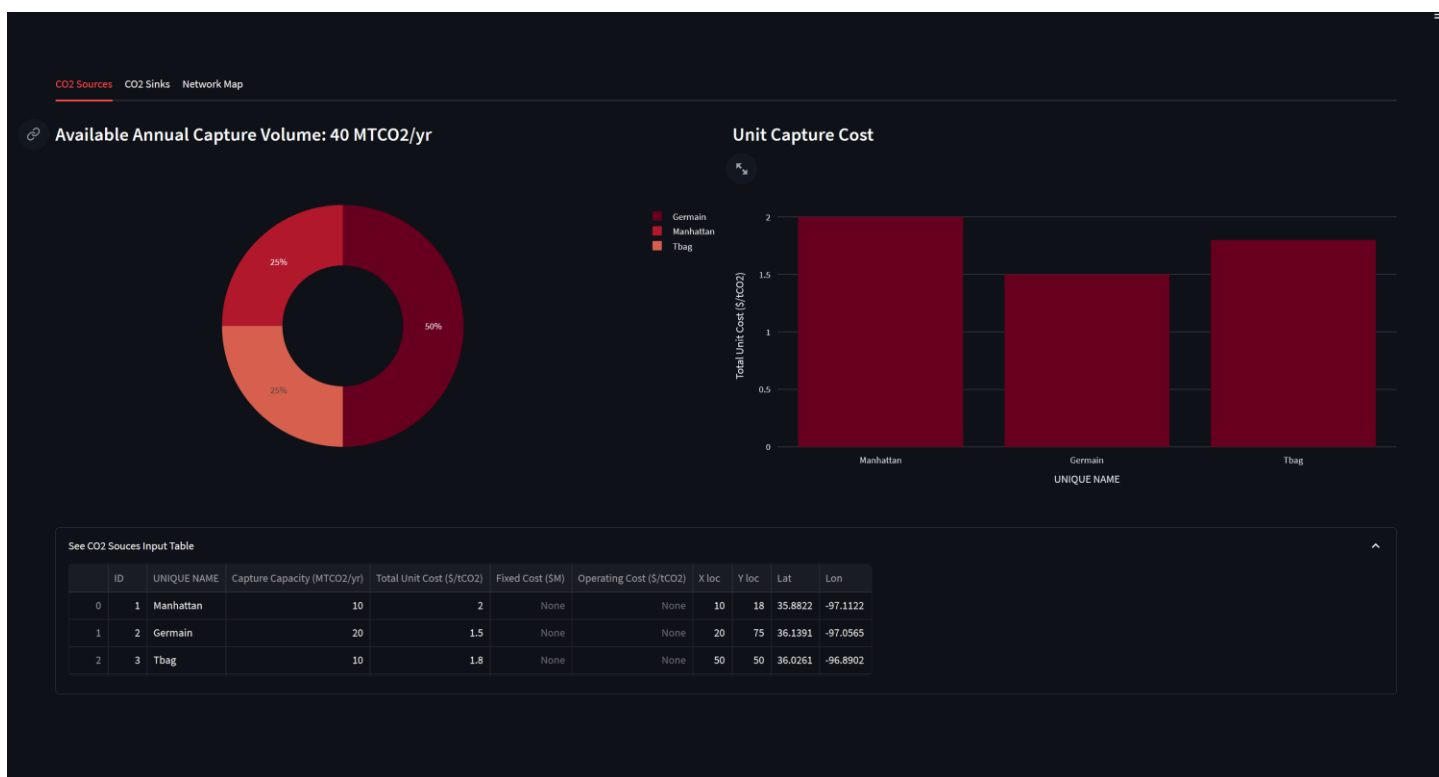 CO2 Sources CO2 Sinks Network Map
Available Annual Capture Volume: 40 MTCO2/yr
25%
50%
25%
Germain
Manhattan
Tbag
Unit Capture Cost
Total Unit Cost ($/tCO2)
2
1.5
1
0.5
0
Manhattan Germain Tbag
UNIQUE NAME
See CO2 Souces Input Table
ID UNIQUE NAME Capture Capacity (MTCO2/yr) Total Unit Cost ($/tCO2) Fixed Cost ($M) Operating Cost ($/tCO2) X loc Y loc Lat Lon
0 1 Manhattan 10 2 None None 10 18 35.8822 -97.1122
1 2 Germain 20 1.5 None None 20 75 36.1391 -97.0565
2 3 Tbag 10 1.8 None None 50 50 36.0261 -96.8902